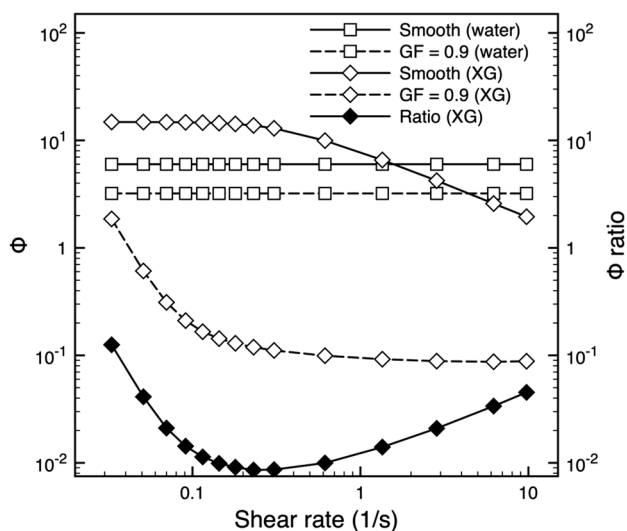 Smooth (water)
GF = 0.9 (water)
Smooth (XG)
GF = 0.9 (XG)
Ratio (XG)
10²
10¹
1
10⁻¹
10⁻²
Φ
10²
10¹
1
10⁻¹
10⁻²
Φ ratio
0.1 1 10
Shear rate (1/s)